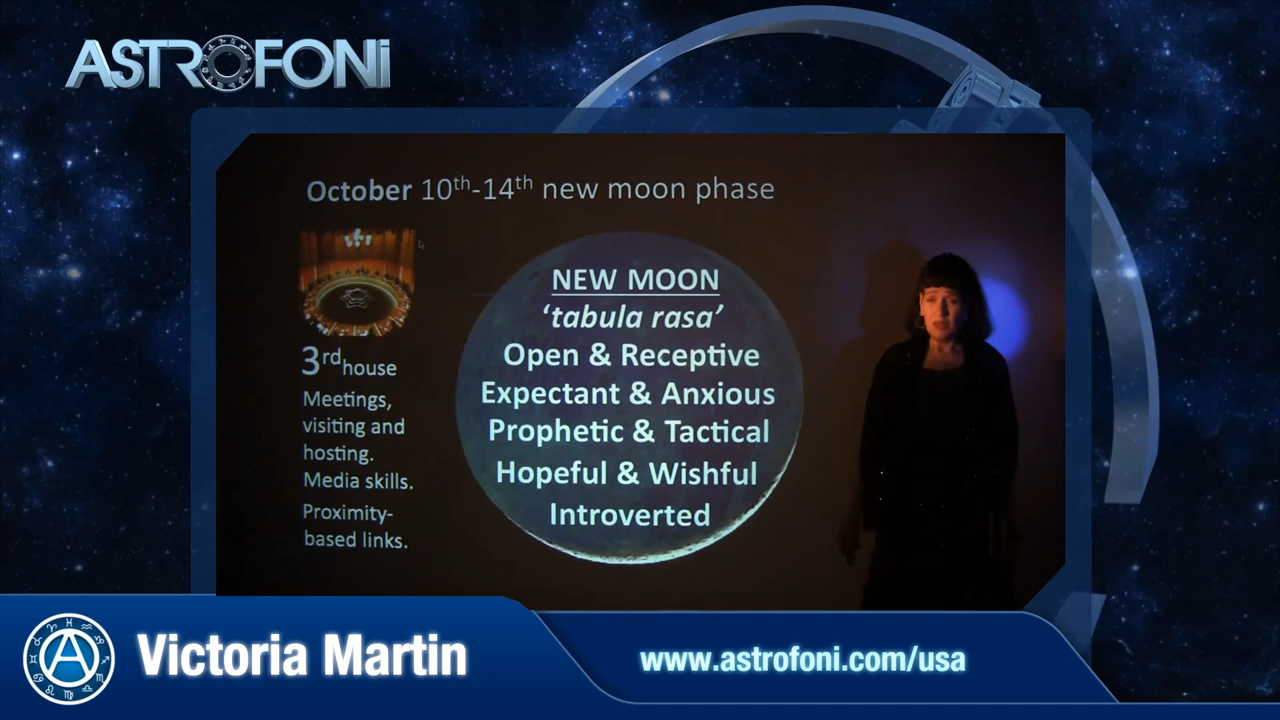 ASTROFONi
October 10th-14th new moon phase
3rd house
Meetings,
visiting and
hosting.
Media skills.
Proximity-
based links.
NEW MOON
‘tabula rasa’
Open & Receptive
Expectant & Anxious
Prophetic & Tactical
Hopeful & Wishful
Introverted
A
Victoria Martin
www.astrofoni.com/usa